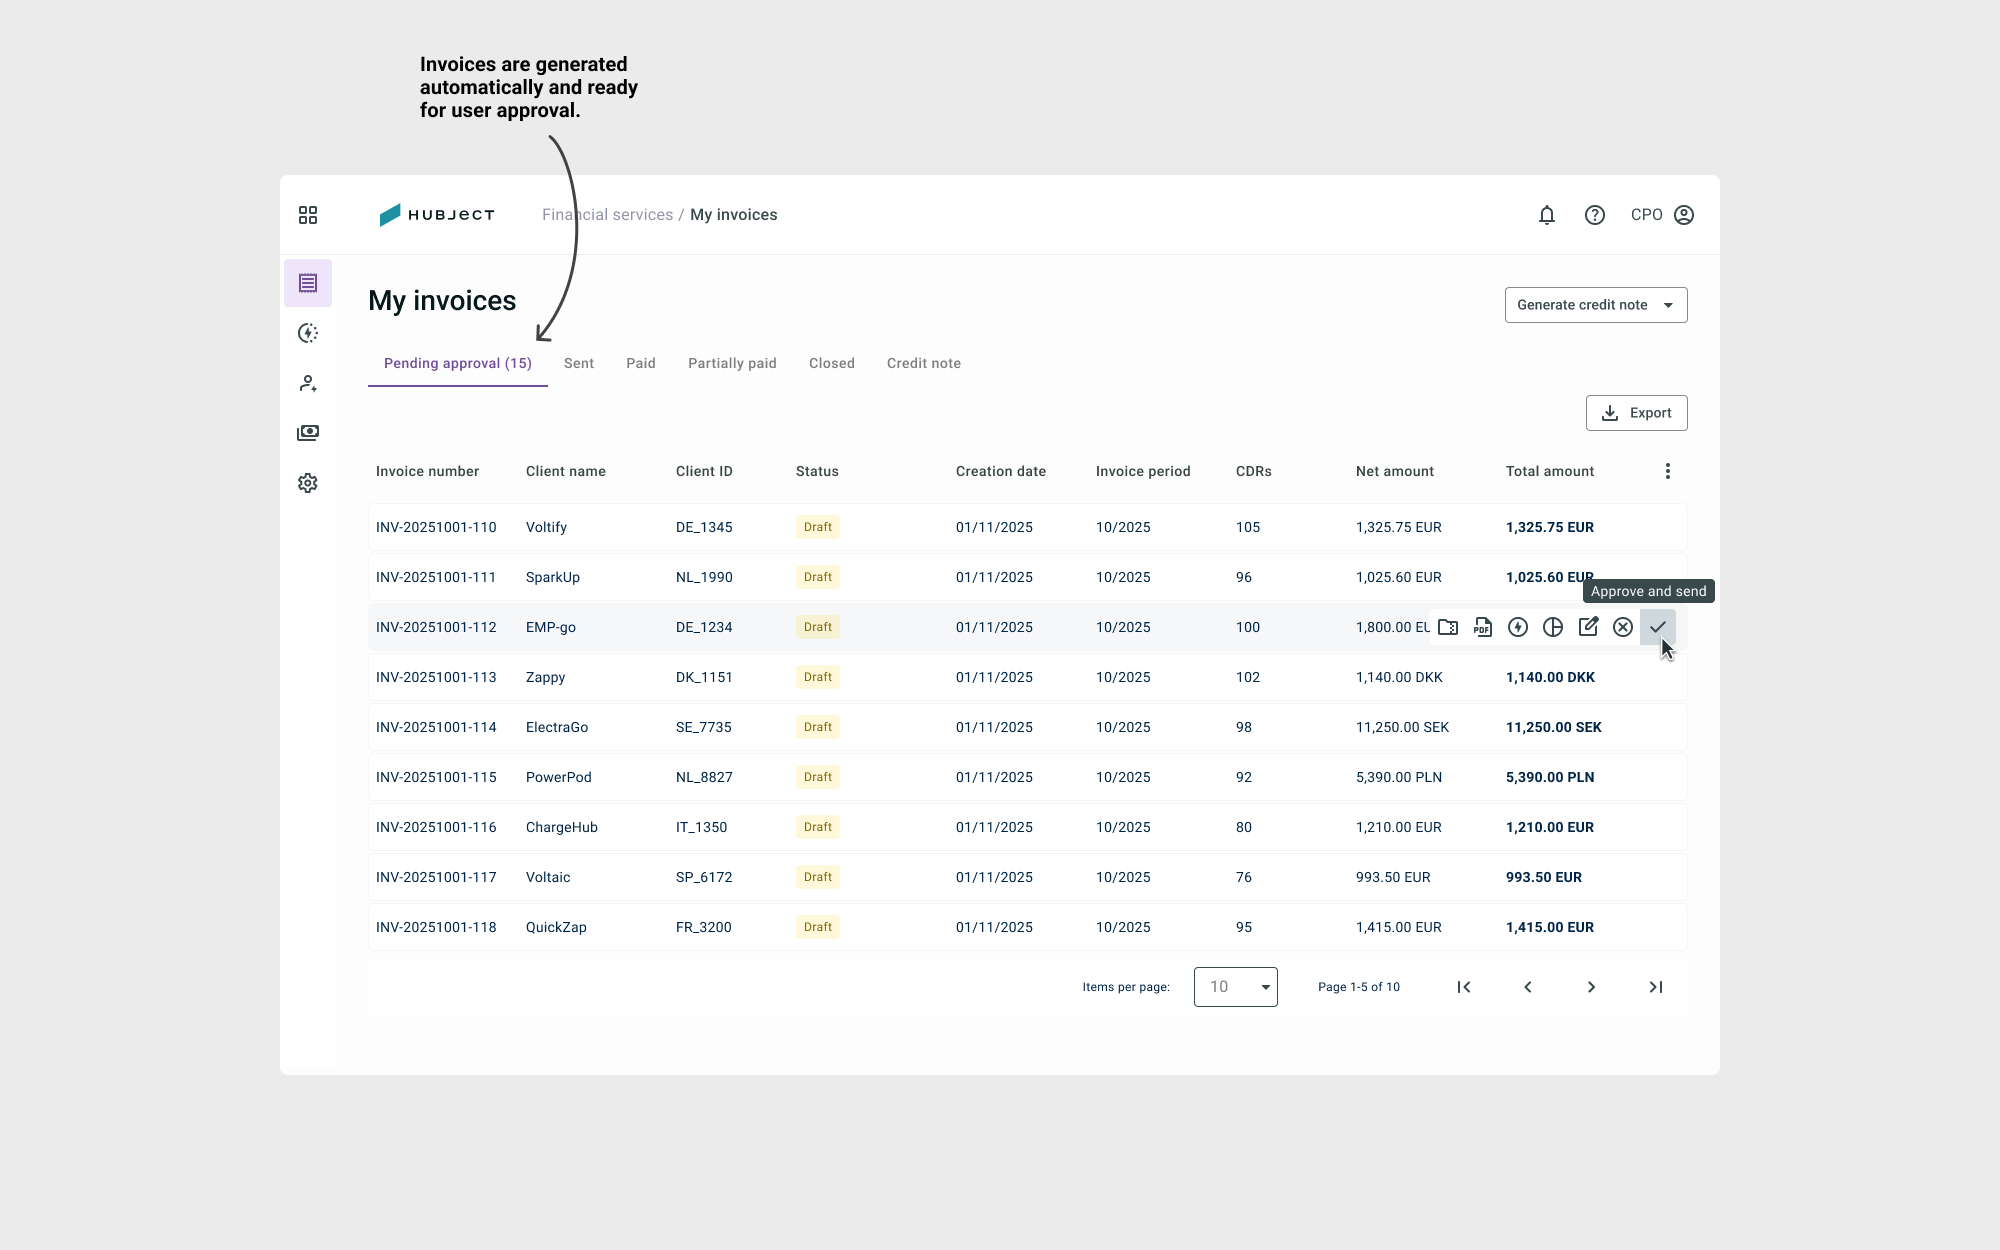 Invoices are generated
automatically and ready
for user approval.
HUBJECT
Financial services / My invoices
CPO
My invoices
Generate credit note
Pending approval (15) Sent Paid Partially paid Closed Credit note
Export
Invoice number Client name Client ID Status Creation date Invoice period CDRs Net amount Total amount
INV-20251001-110 Voltify DE_1345 Draft 01/11/2025 10/2025 105 1,325.75 EUR 1,325.75 EUR
INV-20251001-111 SparkUp NL_1990 Draft 01/11/2025 10/2025 96 1,025.60 EUR 1,025.60 EUR
Approve and send
INV-20251001-112 EMP-go DE_1234 Draft 01/11/2025 10/2025 100 1,800.00 EU PDF
INV-20251001-113 Zappy DK_1151 Draft 01/11/2025 10/2025 102 1,140.00 DKK 1,140.00 DKK
INV-20251001-114 ElectraGo SE_7735 Draft 01/11/2025 10/2025 98 11,250.00 SEK 11,250.00 SEK
INV-20251001-115 PowerPod NL_8827 Draft 01/11/2025 10/2025 92 5,390.00 PLN 5,390.00 PLN
INV-20251001-116 ChargeHub IT_1350 Draft 01/11/2025 10/2025 80 1,210.00 EUR 1,210.00 EUR
INV-20251001-117 Voltaic SP_6172 Draft 01/11/2025 10/2025 76 993.50 EUR 993.50 EUR
INV-20251001-118 QuickZap FR_3200 Draft 01/11/2025 10/2025 95 1,415.00 EUR 1,415.00 EUR
Items per page: 10 Page 1-5 of 10